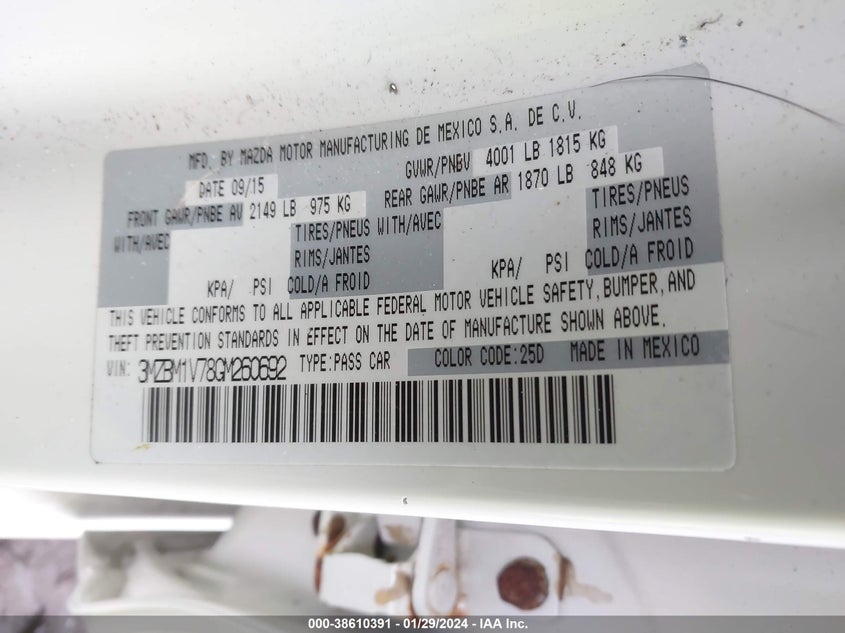 MFD. BY MAZDA MOTOR MANUFACTURING DE MEXICO S.A. DE C.V.
DATE 09/15 GVWR/PNBV 4001 LB 1815 KG
FRONT GAWR/PNBE AV 2149 LB 975 KG REAR GAWR/PNBE AR 1870 LB 848 KG
WITH/AVEC TIRES/PNEUS WITH/AVEC TIRES/PNEUS
RIMS/JANTES RIMS/JANTES
KPA/ PSI COLD/A FROID KPA/ PSI COLD/A FROID
THIS VEHICLE CONFORMS TO ALL APPLICABLE FEDERAL MOTOR VEHICLE SAFETY, BUMPER, AND
THEFT PREVENTION STANDARDS IN EFFECT ON THE DATE OF MANUFACTURE SHOWN ABOVE.
VIN: 3MZBM1V78GM260692 TYPE:PASS CAR COLOR CODE:25D MADE IN MEXICO
000-38610391 - 01/29/2024 - IAA Inc.